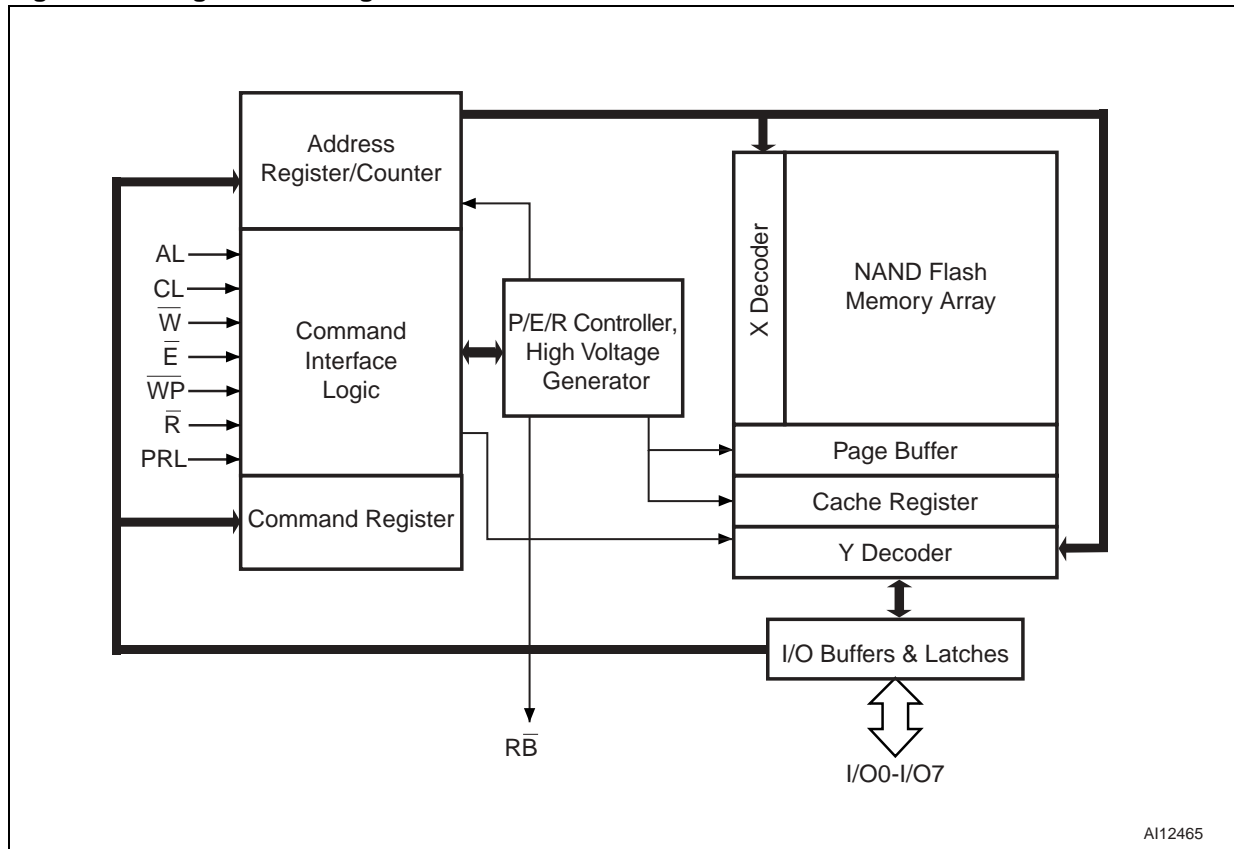 Address
Register/Counter
AL
CL
W̅
E̅
W̅P̅
R̅
PRL
Command
Interface
Logic
Command Register
P/E/R Controller,
High Voltage
Generator
RB̅
X Decoder
NAND Flash
Memory Array
Page Buffer
Cache Register
Y Decoder
I/O Buffers & Latches
I/O0-I/O7
AI12465